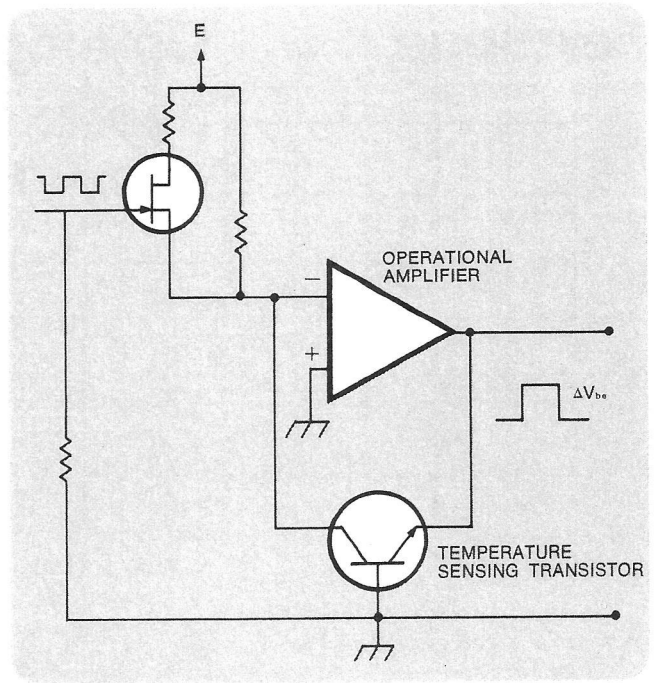 E
OPERATIONAL
AMPLIFIER
−
+
ΔVbe
TEMPERATURE
SENSING TRANSISTOR